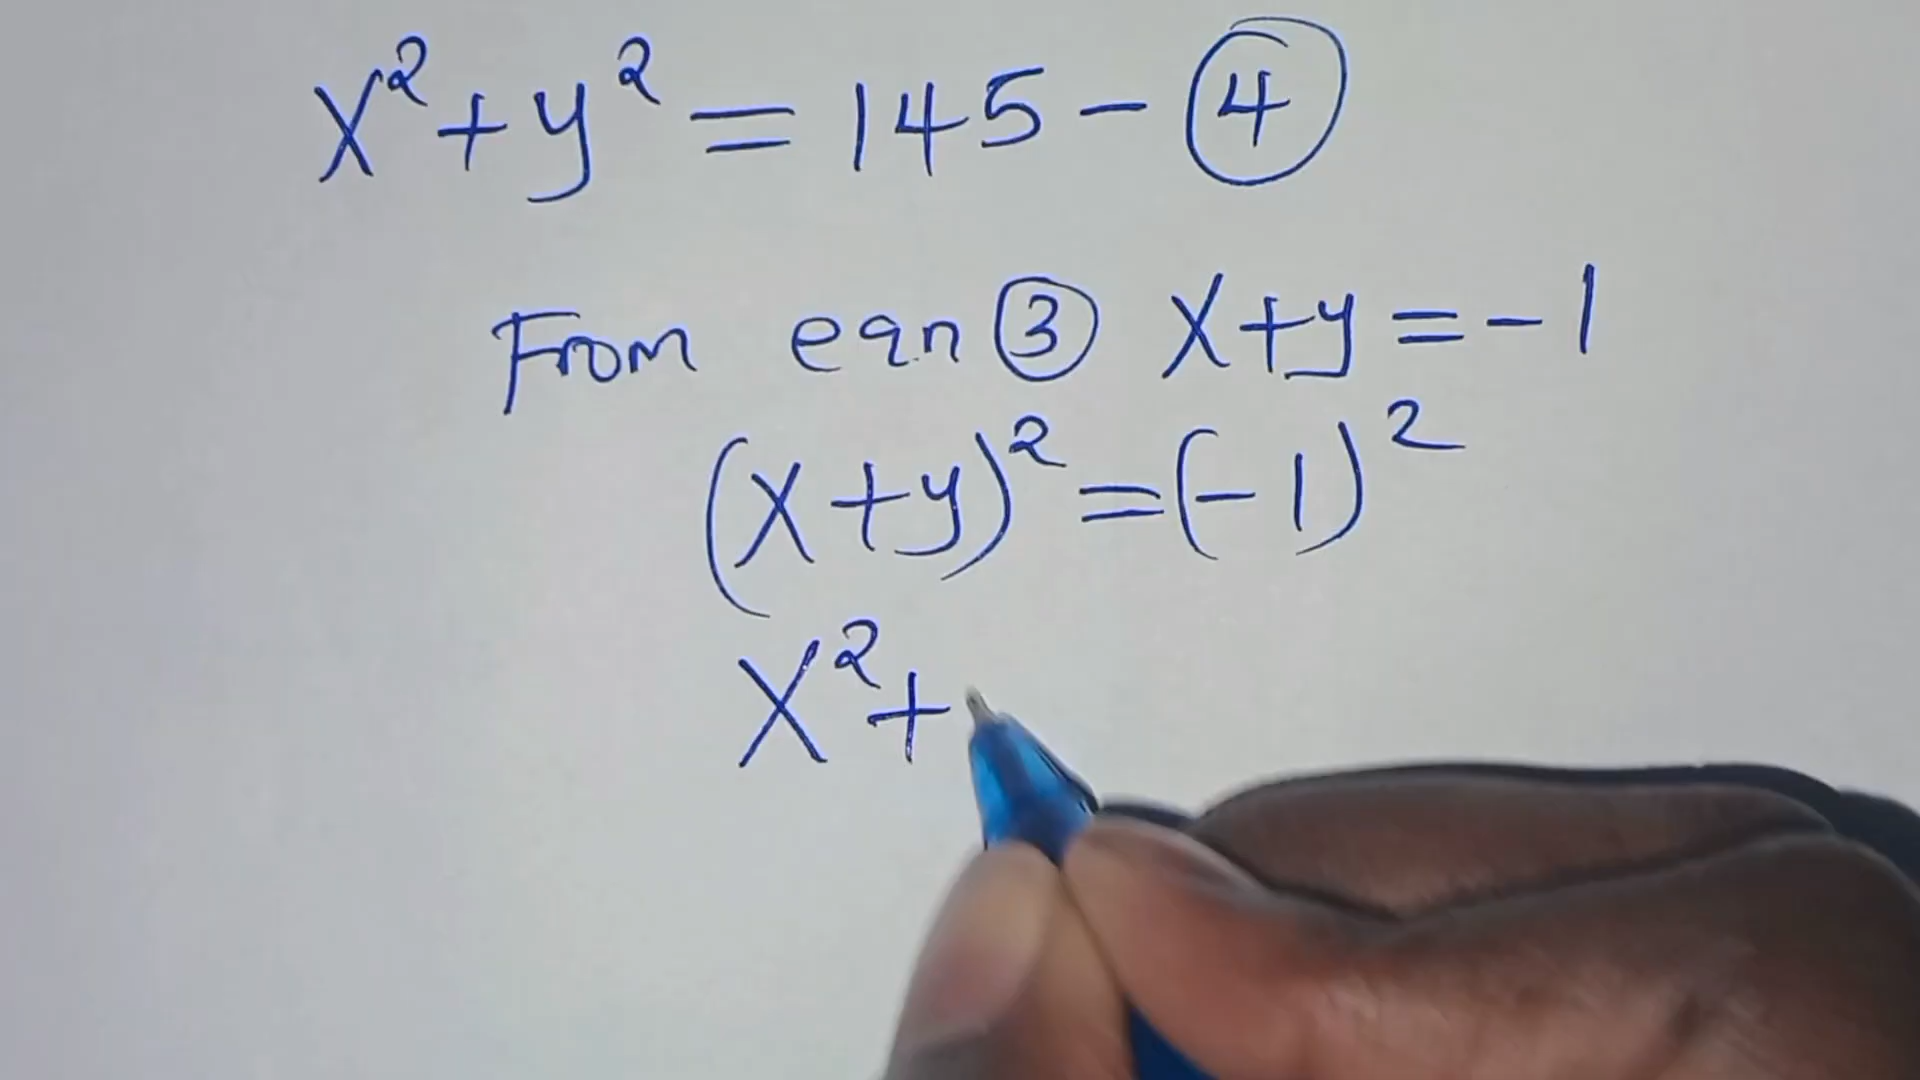 x² + y² = 145 - ④
From eqn ③ x + y = -1
(x + y)² = (-1)²
x² +